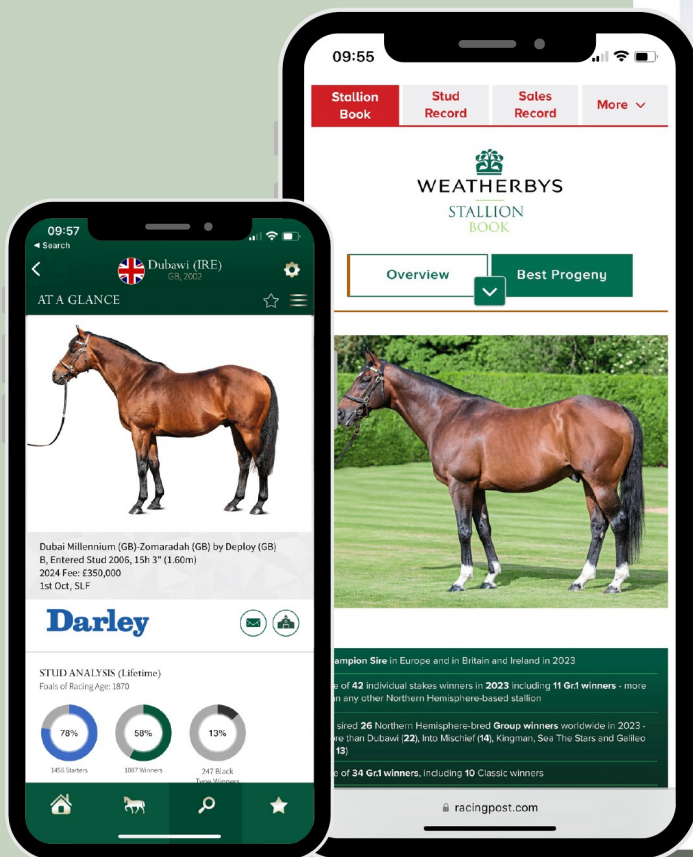 09:55
Stallion
Book
Stud
Record
Sales
Record
More
WEATHERBYS
STALLION
BOOK
Overview
Best Progeny
ampion Sire in Europe and in Britain and Ireland in 2023
e of 42 individual stakes winners in 2023 including 11 Gr.1 winners - more
n any other Northern Hemisphere-based stallion
sired 26 Northern Hemisphere-bred Group winners worldwide in 2023 -
re than Dubawi (22), Into Mischief (14), Kingman, Sea The Stars and Galileo
13)
e of 34 Gr.1 winners, including 10 Classic winners
racingpost.com
09:57
Search
Dubawi (IRE)
GB, 2002
AT A GLANCE
Dubai Millennium (GB)-Zomaradah (GB) by Deploy (GB)
B, Entered Stud 2006, 15h 3" (1.60m)
2024 Fee: £350,000
1st Oct, SLF
Darley
STUD ANALYSIS (Lifetime)
Foals of Racing Age: 1870
78%
58%
13%
1456 Starters
1087 Winners
247 Black
Type Winners